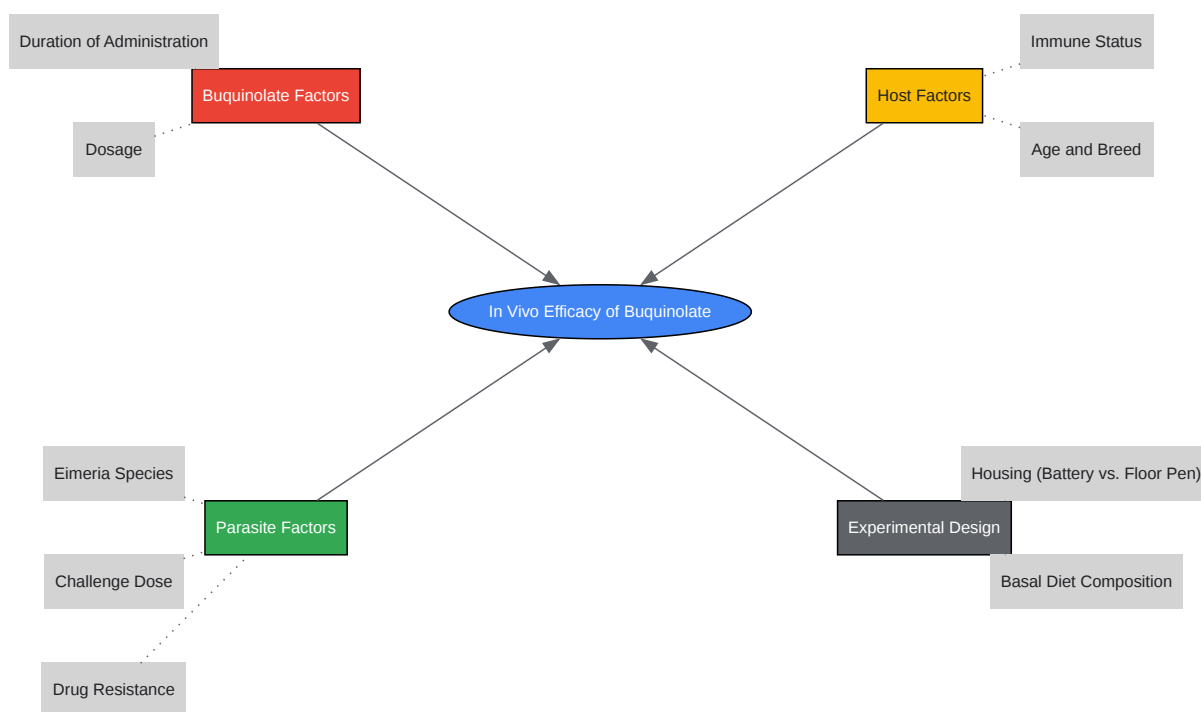 Duration of Administration
Immune Status
Buquinolate Factors
Host Factors
Dosage
Age and Breed
In Vivo Efficacy of Buquinolate
Eimeria Species
Housing (Battery vs. Floor Pen)
Parasite Factors
Experimental Design
Challenge Dose
Basal Diet Composition
Drug Resistance